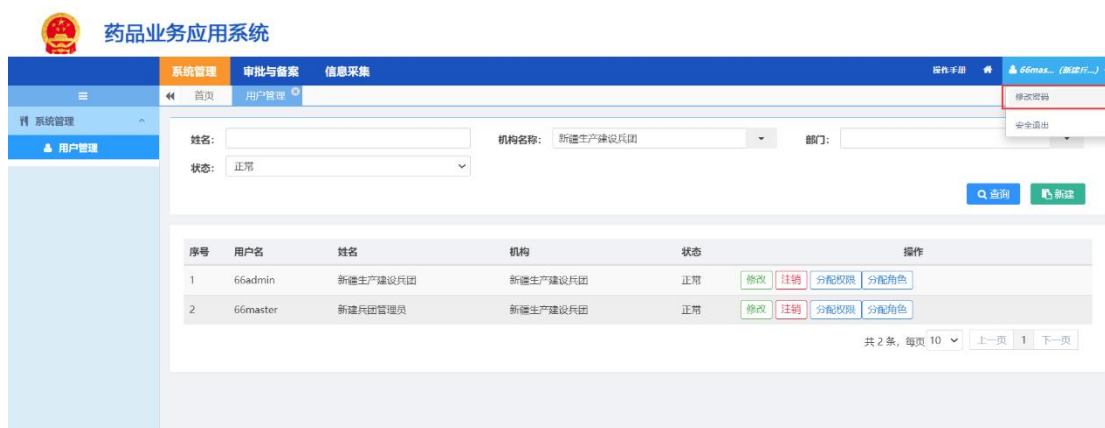 药品业务应用系统
系统管理 审批与备案 信息采集 操作手册 66mas... (新建兵...)
首页 用户管理 修改密码
系统管理 安全退出
用户管理
姓名: 机构名称: 新疆生产建设兵团 部门:
状态: 正常
查询 新建
序号 用户名 姓名 机构 状态 操作
1 66admin 新疆生产建设兵团 新疆生产建设兵团 正常 修改 注销 分配权限 分配角色
2 66master 新建兵团管理员 新疆生产建设兵团 正常 修改 注销 分配权限 分配角色
共 2 条, 每页 10 上一页 1 下一页